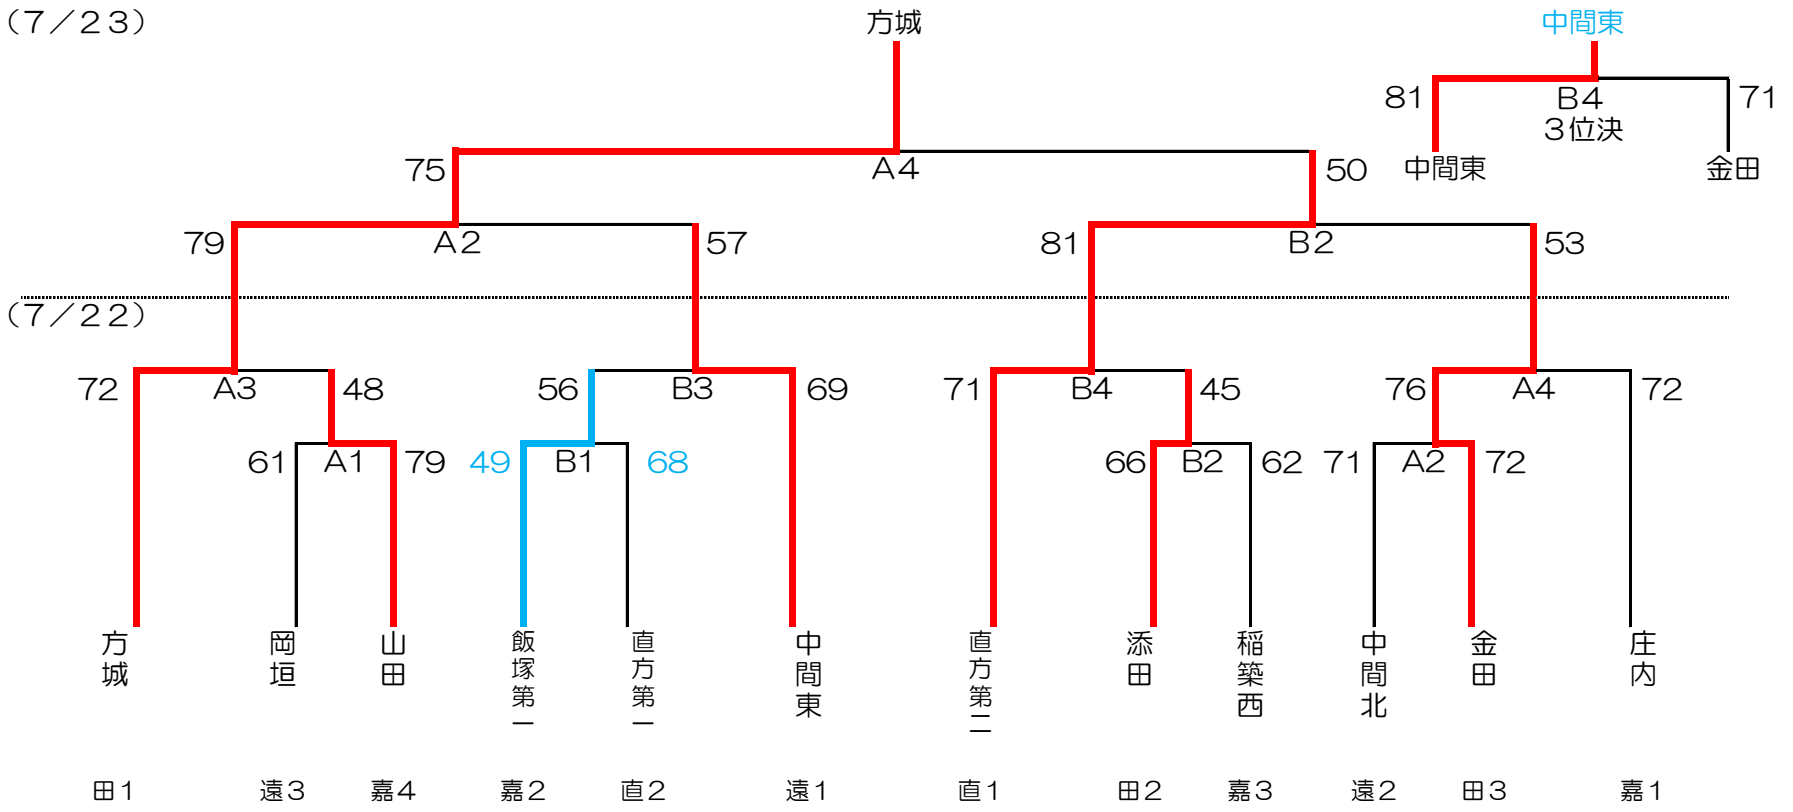 （７／２３）
方城
中間東
81
Ｂ４
71
３位決
中間東
金田
75
Ａ４
50
79
Ａ２
57
81
Ｂ２
53
（７／２２）
72
Ａ３
48
56
Ｂ３
69
71
Ｂ４
45
76
Ａ４
72
61
Ａ１
79
49
Ｂ１
68
66
Ｂ２
62
71
Ａ２
72
方城
岡垣
山田
飯塚第一
直方第一
中間東
直方第二
添田
稲築西
中間北
金田
庄内
田１
遠３
嘉４
嘉２
直２
遠１
直１
田２
嘉３
遠２
田３
嘉１